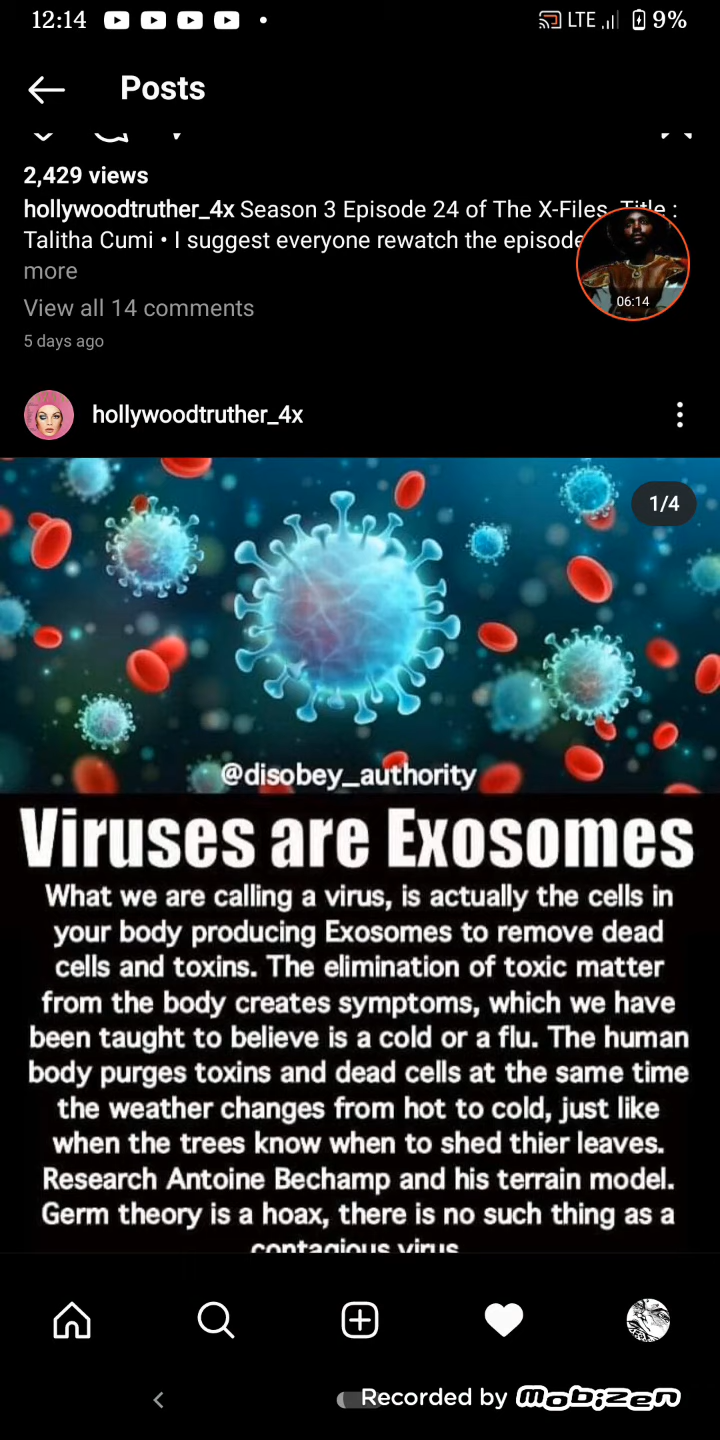 12:14 LTE 9%
Posts
2,429 views
hollywoodtruther_4x Season 3 Episode 24 of The X-Files Title :
Talitha Cumi • I suggest everyone rewatch the episode
more
06:14
View all 14 comments
5 days ago
hollywoodtruther_4x
1/4
@disobey_authority
Viruses are Exosomes
What we are calling a virus, is actually the cells in
your body producing Exosomes to remove dead
cells and toxins. The elimination of toxic matter
from the body creates symptoms, which we have
been taught to believe is a cold or a flu. The human
body purges toxins and dead cells at the same time
the weather changes from hot to cold, just like
when the trees know when to shed thier leaves.
Research Antoine Bechamp and his terrain model.
Germ theory is a hoax, there is no such thing as a
contagious virus
Recorded by Mobizen